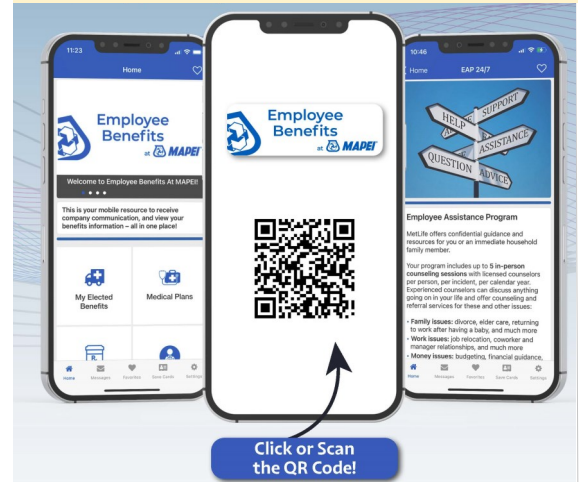 11:23
Home
Employee
Benefits
at MAPEI
Welcome to Employee Benefits At MAPEI!
This is your mobile resource to receive
company communication, and view your
benefits information – all in one place!
My Elected
Benefits
Medical Plans
Home
Messages
Favorites
Save Cards
Settings
Employee
Benefits
at MAPEI
Click or Scan
the QR Code!
10:46
Home
EAP 24/7
HELP
SUPPORT
ASSISTANCE
QUESTION
ADVICE
Employee Assistance Program
MetLife offers confidential guidance and
resources for you or an immediate household
family member.
Your program includes up to 5 in-person
counseling sessions with licensed counselors
per person, per incident, per calendar year.
Experienced counselors can discuss anything
going on in your life and offer counseling and
referral services for these and other issues:
• Family issues: divorce, elder care, returning
to work after having a baby, and much more
• Work issues: job relocation, coworker and
manager relationships, and much more
• Money issues: budgeting, financial guidance,
Home
Messages
Favorites
Save Cards
Settings